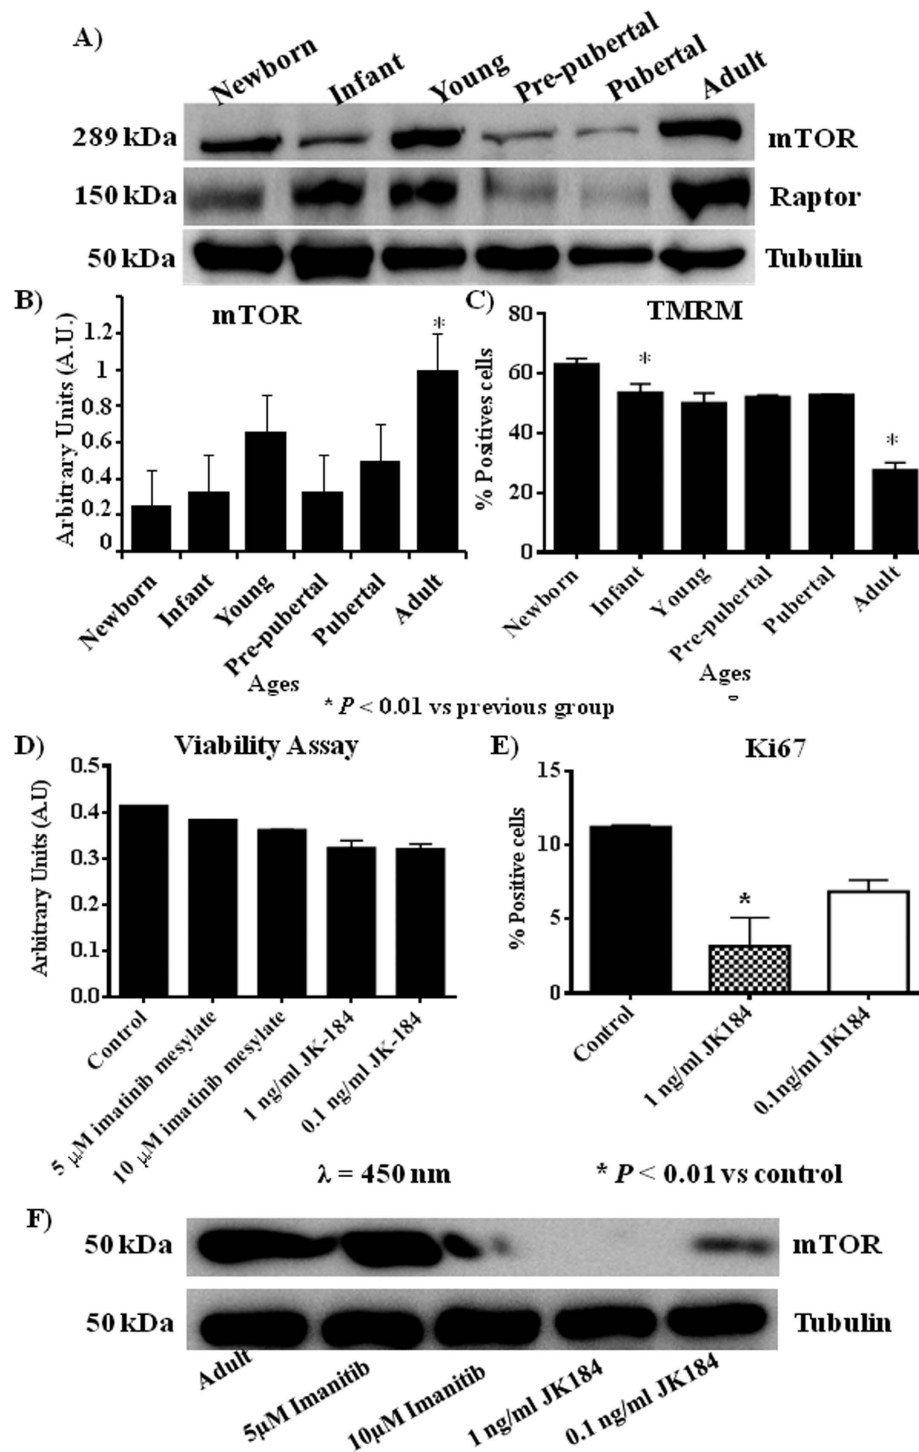 A)
Newborn Infant Young Pre-pubertal Pubertal Adult
289 kDa mTOR
150 kDa Raptor
50 kDa Tubulin
B)
mTOR
Arbitrary Units (A.U.)
1.2
1
0.8
0.6
0.4
0.2
0
Newborn Infant Young Pre-pubertal Pubertal Adult
Ages
*
C)
TMRM
% Positives cells
80
60
40
20
0
* *
Newborn Infant Young Pre-pubertal Pubertal Adult
Ages
* P < 0.01 vs previous group
D)
Viability Assay
Arbitrary Units (A.U)
0.5
0.4
0.3
0.2
0.1
0.0
Control
5 µM imatinib mesylate
10 µM imatinib mesylate
1 ng/ml JK-184
0.1 ng/ml JK-184
λ = 450 nm
E)
Ki67
% Positive cells
15
10
5
0
*
Control
1 ng/ml JK184
0.1ng/ml JK184
* P < 0.01 vs control
F)
50 kDa mTOR
50 kDa Tubulin
Adult
5µM Imanitib
10µM Imanitib
1 ng/ml JK184
0.1 ng/ml JK184